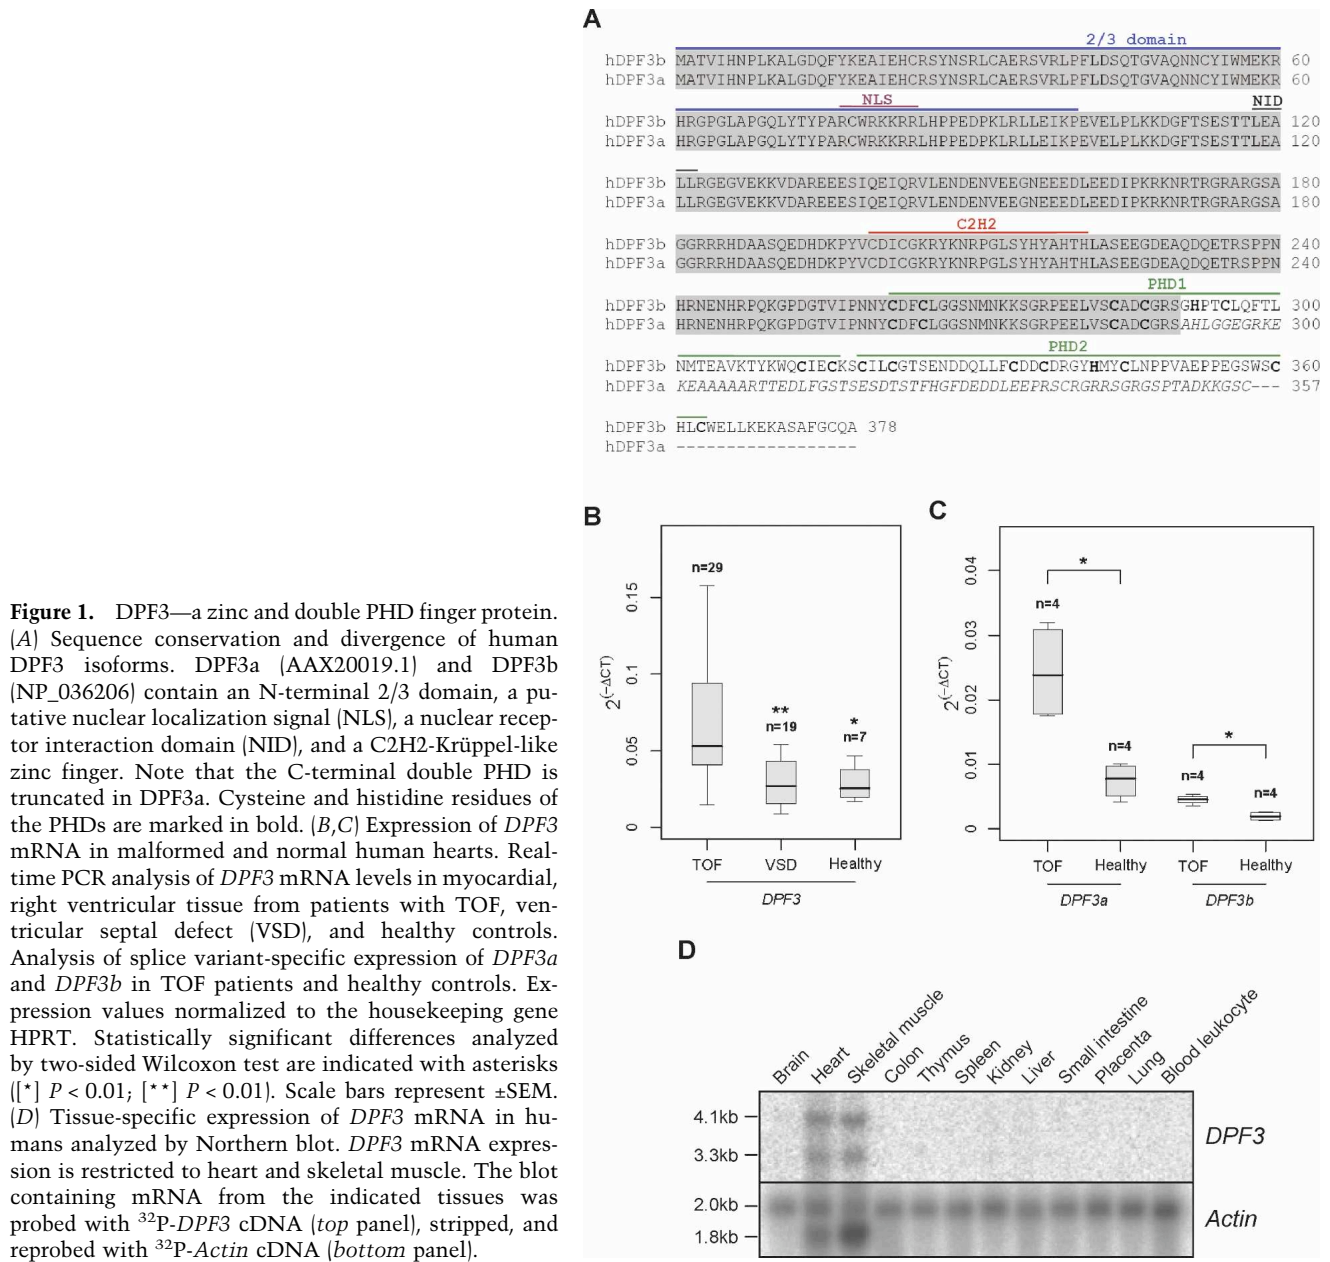 Figure 1. DPF3—a zinc and double PHD finger protein.
(A) Sequence conservation and divergence of human
DPF3 isoforms. DPF3a (AAX20019.1) and DPF3b
(NP_036206) contain an N-terminal 2/3 domain, a pu-
tative nuclear localization signal (NLS), a nuclear recep-
tor interaction domain (NID), and a C2H2-Krüppel-like
zinc finger. Note that the C-terminal double PHD is
truncated in DPF3a. Cysteine and histidine residues of
the PHDs are marked in bold. (B,C) Expression of DPF3
mRNA in malformed and normal human hearts. Real-
time PCR analysis of DPF3 mRNA levels in myocardial,
right ventricular tissue from patients with TOF, ven-
tricular septal defect (VSD), and healthy controls.
Analysis of splice variant-specific expression of DPF3a
and DPF3b in TOF patients and healthy controls. Ex-
pression values normalized to the housekeeping gene
HPRT. Statistically significant differences analyzed
by two-sided Wilcoxon test are indicated with asterisks
([*] P < 0.01; [**] P < 0.01). Scale bars represent ±SEM.
(D) Tissue-specific expression of DPF3 mRNA in hu-
mans analyzed by Northern blot. DPF3 mRNA expres-
sion is restricted to heart and skeletal muscle. The blot
containing mRNA from the indicated tissues was
probed with ³²P-DPF3 cDNA (top panel), stripped, and
reprobed with ³²P-Actin cDNA (bottom panel).
A
2/3 domain
hDPF3b MATVIHNPLKALGDQFYKEAIEHCRSYNSRLCAERSVRLPFLDSQTGVAQNNCYIWMEKR 60
hDPF3a MATVIHNPLKALGDQFYKEAIEHCRSYNSRLCAERSVRLPFLDSQTGVAQNNCYIWMEKR 60
NLS NID
hDPF3b HRGPGLAPGQLYTYPARCWRKKRRLHPPEDPKLRLLEIKPEVELPLKKDGFTSESTTLEA 120
hDPF3a HRGPGLAPGQLYTYPARCWRKKRRLHPPEDPKLRLLEIKPEVELPLKKDGFTSESTTLEA 120
hDPF3b LLRGEGVEKKVDAREEESIQEIQRVLENDENVEEGNEEEDLEEDIPKRKNRTRGRARGSA 180
hDPF3a LLRGEGVEKKVDAREEESIQEIQRVLENDENVEEGNEEEDLEEDIPKRKNRTRGRARGSA 180
C2H2
hDPF3b GGRRRHDAASQEDHDKPYVCDICGKRYKNRPGLSYHYAHTHLASEEGDEAQDQETRSPPN 240
hDPF3a GGRRRHDAASQEDHDKPYVCDICGKRYKNRPGLSYHYAHTHLASEEGDEAQDQETRSPPN 240
PHD1
hDPF3b HRNENHRPQKGPDGTVIPNNYCDFCLGGSNMNKKSGRPEELVSCADCGRSGHPTCLQFTL 300
hDPF3a HRNENHRPQKGPDGTVIPNNYCDFCLGGSNMNKKSGRPEELVSCADCGRSAHLGGEGRKE 300
PHD2
hDPF3b NMTEAVKTYKWQCIECKSCILCGTSENDDQLLFCDDCDRGYHMYCLNPPVAEPPEGSWSC 360
hDPF3a KEAAAAARTTEDLFGSTSESDTSTFHGFDEDDLEEPRSCRGRRSGRGSPTADKKGSC--- 357
hDPF3b HLCWELLKEKASAFGCQA 378
hDPF3a ------------------
B
2^(-ΔCT)
0.15
0.1
0.05
0
n=29
**
n=19
*
n=7
TOF VSD Healthy
DPF3
C
2^(-ΔCT)
0.04
0.03
0.02
0.01
0
*
n=4
n=4
*
n=4
n=4
TOF Healthy TOF Healthy
DPF3a DPF3b
D
Brain Heart Skeletal muscle Colon Thymus Spleen Kidney Liver Small intestine Placenta Lung Blood leukocyte
4.1kb
3.3kb
DPF3
2.0kb
1.8kb
Actin